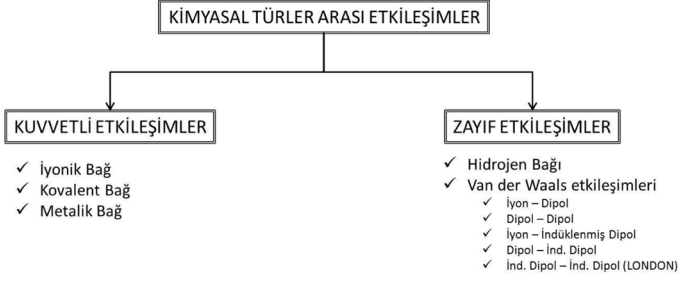 KİMYASAL TÜRLER ARASI ETKİLEŞİMLER
KUVVETLİ ETKİLEŞİMLER
✓ İyonik Bağ
✓ Kovalent Bağ
✓ Metalik Bağ
ZAYIF ETKİLEŞİMLER
✓ Hidrojen Bağı
✓ Van der Waals etkileşimleri
✓ İyon – Dipol
✓ Dipol – Dipol
✓ İyon – İndüklenmiş Dipol
✓ Dipol – İnd. Dipol
✓ İnd. Dipol – İnd. Dipol (LONDON)